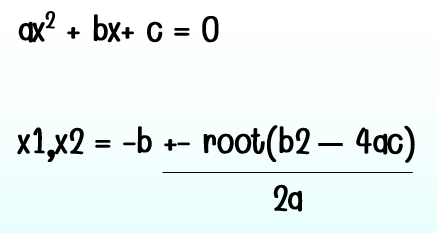 ax² + bx+ c = 0
x1,x2 = -b +- root(b2 – 4ac)
2a